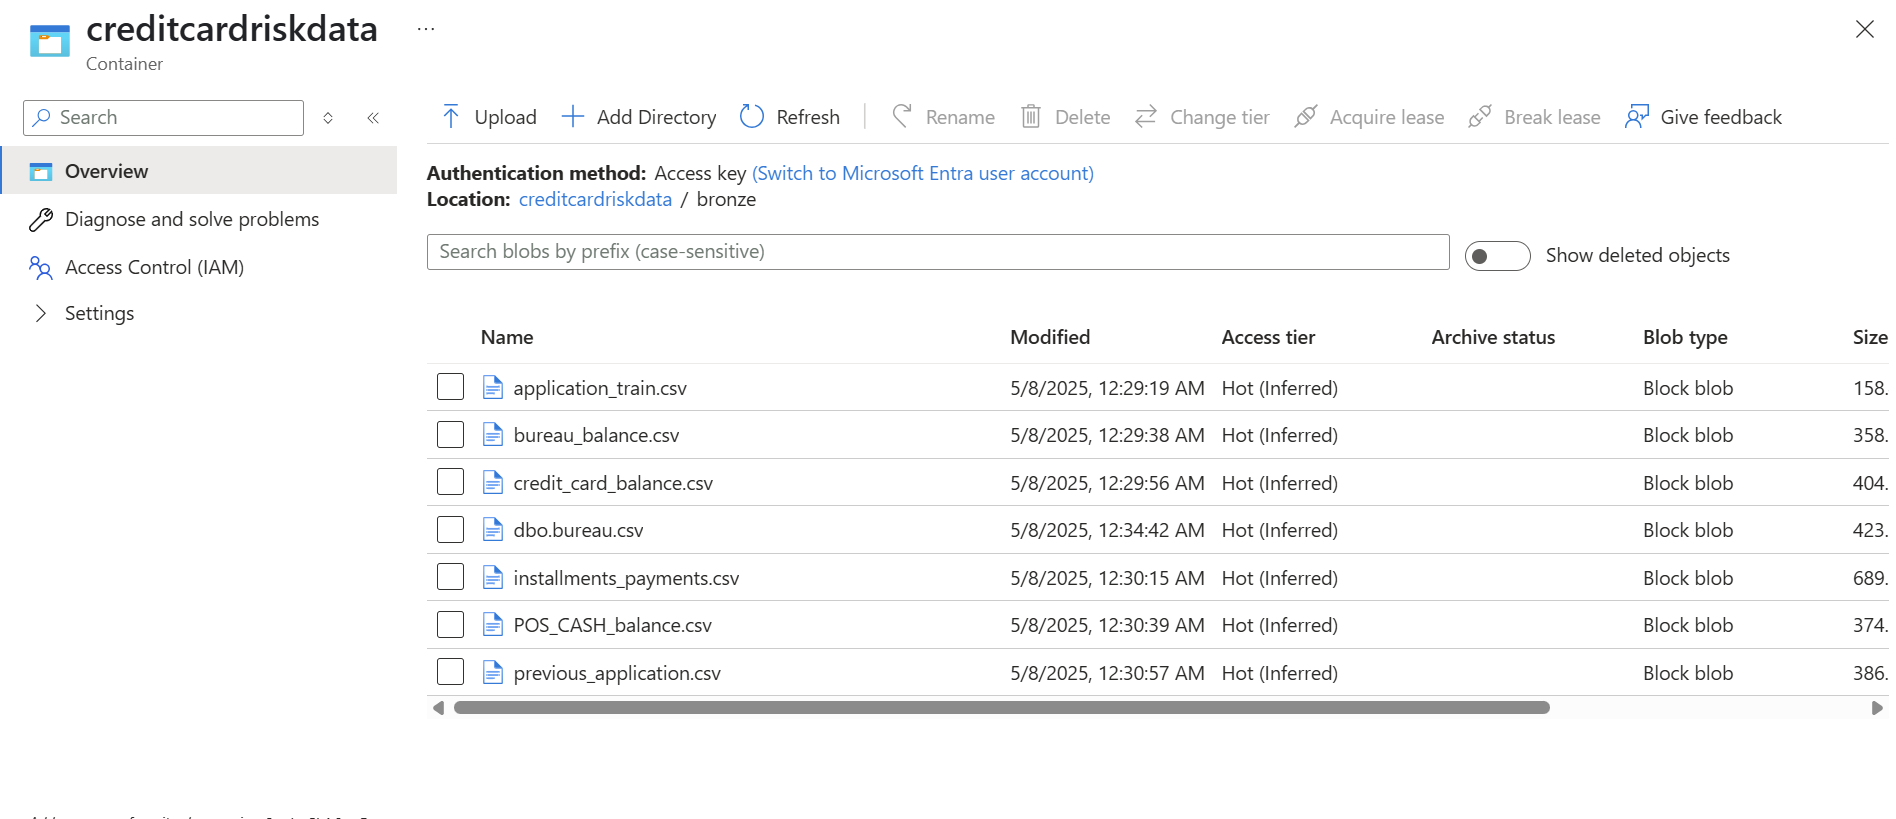 creditcardriskdata ...
Container
Search
Upload Add Directory Refresh Rename Delete Change tier Acquire lease Break lease Give feedback
Overview
Diagnose and solve problems
Access Control (IAM)
Settings
Authentication method: Access key (Switch to Microsoft Entra user account)
Location: creditcardriskdata / bronze
Search blobs by prefix (case-sensitive)
Show deleted objects
Name Modified Access tier Archive status Blob type Size
application_train.csv 5/8/2025, 12:29:19 AM Hot (Inferred) Block blob 158.
bureau_balance.csv 5/8/2025, 12:29:38 AM Hot (Inferred) Block blob 358.
credit_card_balance.csv 5/8/2025, 12:29:56 AM Hot (Inferred) Block blob 404.
dbo.bureau.csv 5/8/2025, 12:34:42 AM Hot (Inferred) Block blob 423.
installments_payments.csv 5/8/2025, 12:30:15 AM Hot (Inferred) Block blob 689.
POS_CASH_balance.csv 5/8/2025, 12:30:39 AM Hot (Inferred) Block blob 374.
previous_application.csv 5/8/2025, 12:30:57 AM Hot (Inferred) Block blob 386.